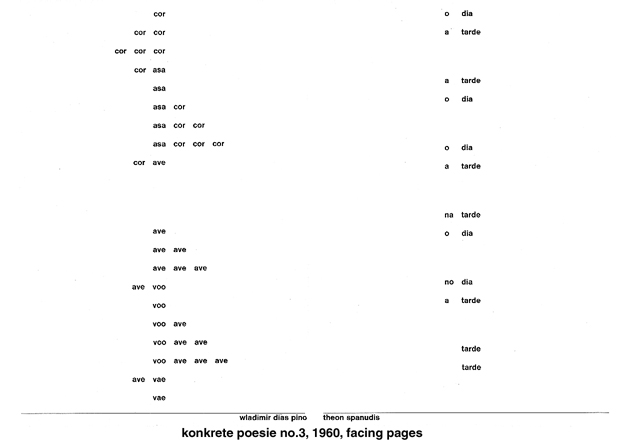 cor
cor cor
cor cor cor
cor asa
asa
asa cor
asa cor cor
asa cor cor cor
cor ave
ave
ave ave
ave ave ave
ave voo
voo
voo ave
voo ave ave
voo ave ave ave
ave vae
vae
wladimir dias pino
o dia
a tarde
a tarde
o dia
o dia
a tarde
na tarde
o dia
no dia
a tarde
tarde
tarde
theon spanudis
konkrete poesie no.3, 1960, facing pages